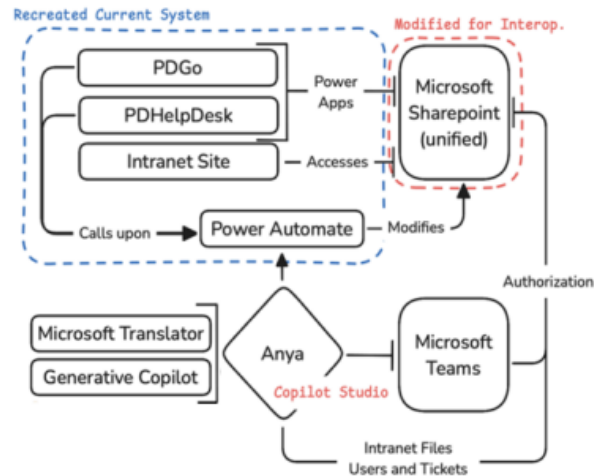 Recreated Current System
Modified for Interop.
PDGo
PDHelpDesk
Intranet Site
Power
Apps
Accesses
Microsoft
Sharepoint
(unified)
Calls upon
Power Automate
Modifies
Authorization
Microsoft Translator
Generative Copilot
Anya
Copilot Studio
Microsoft
Teams
Intranet Files
Users and Tickets